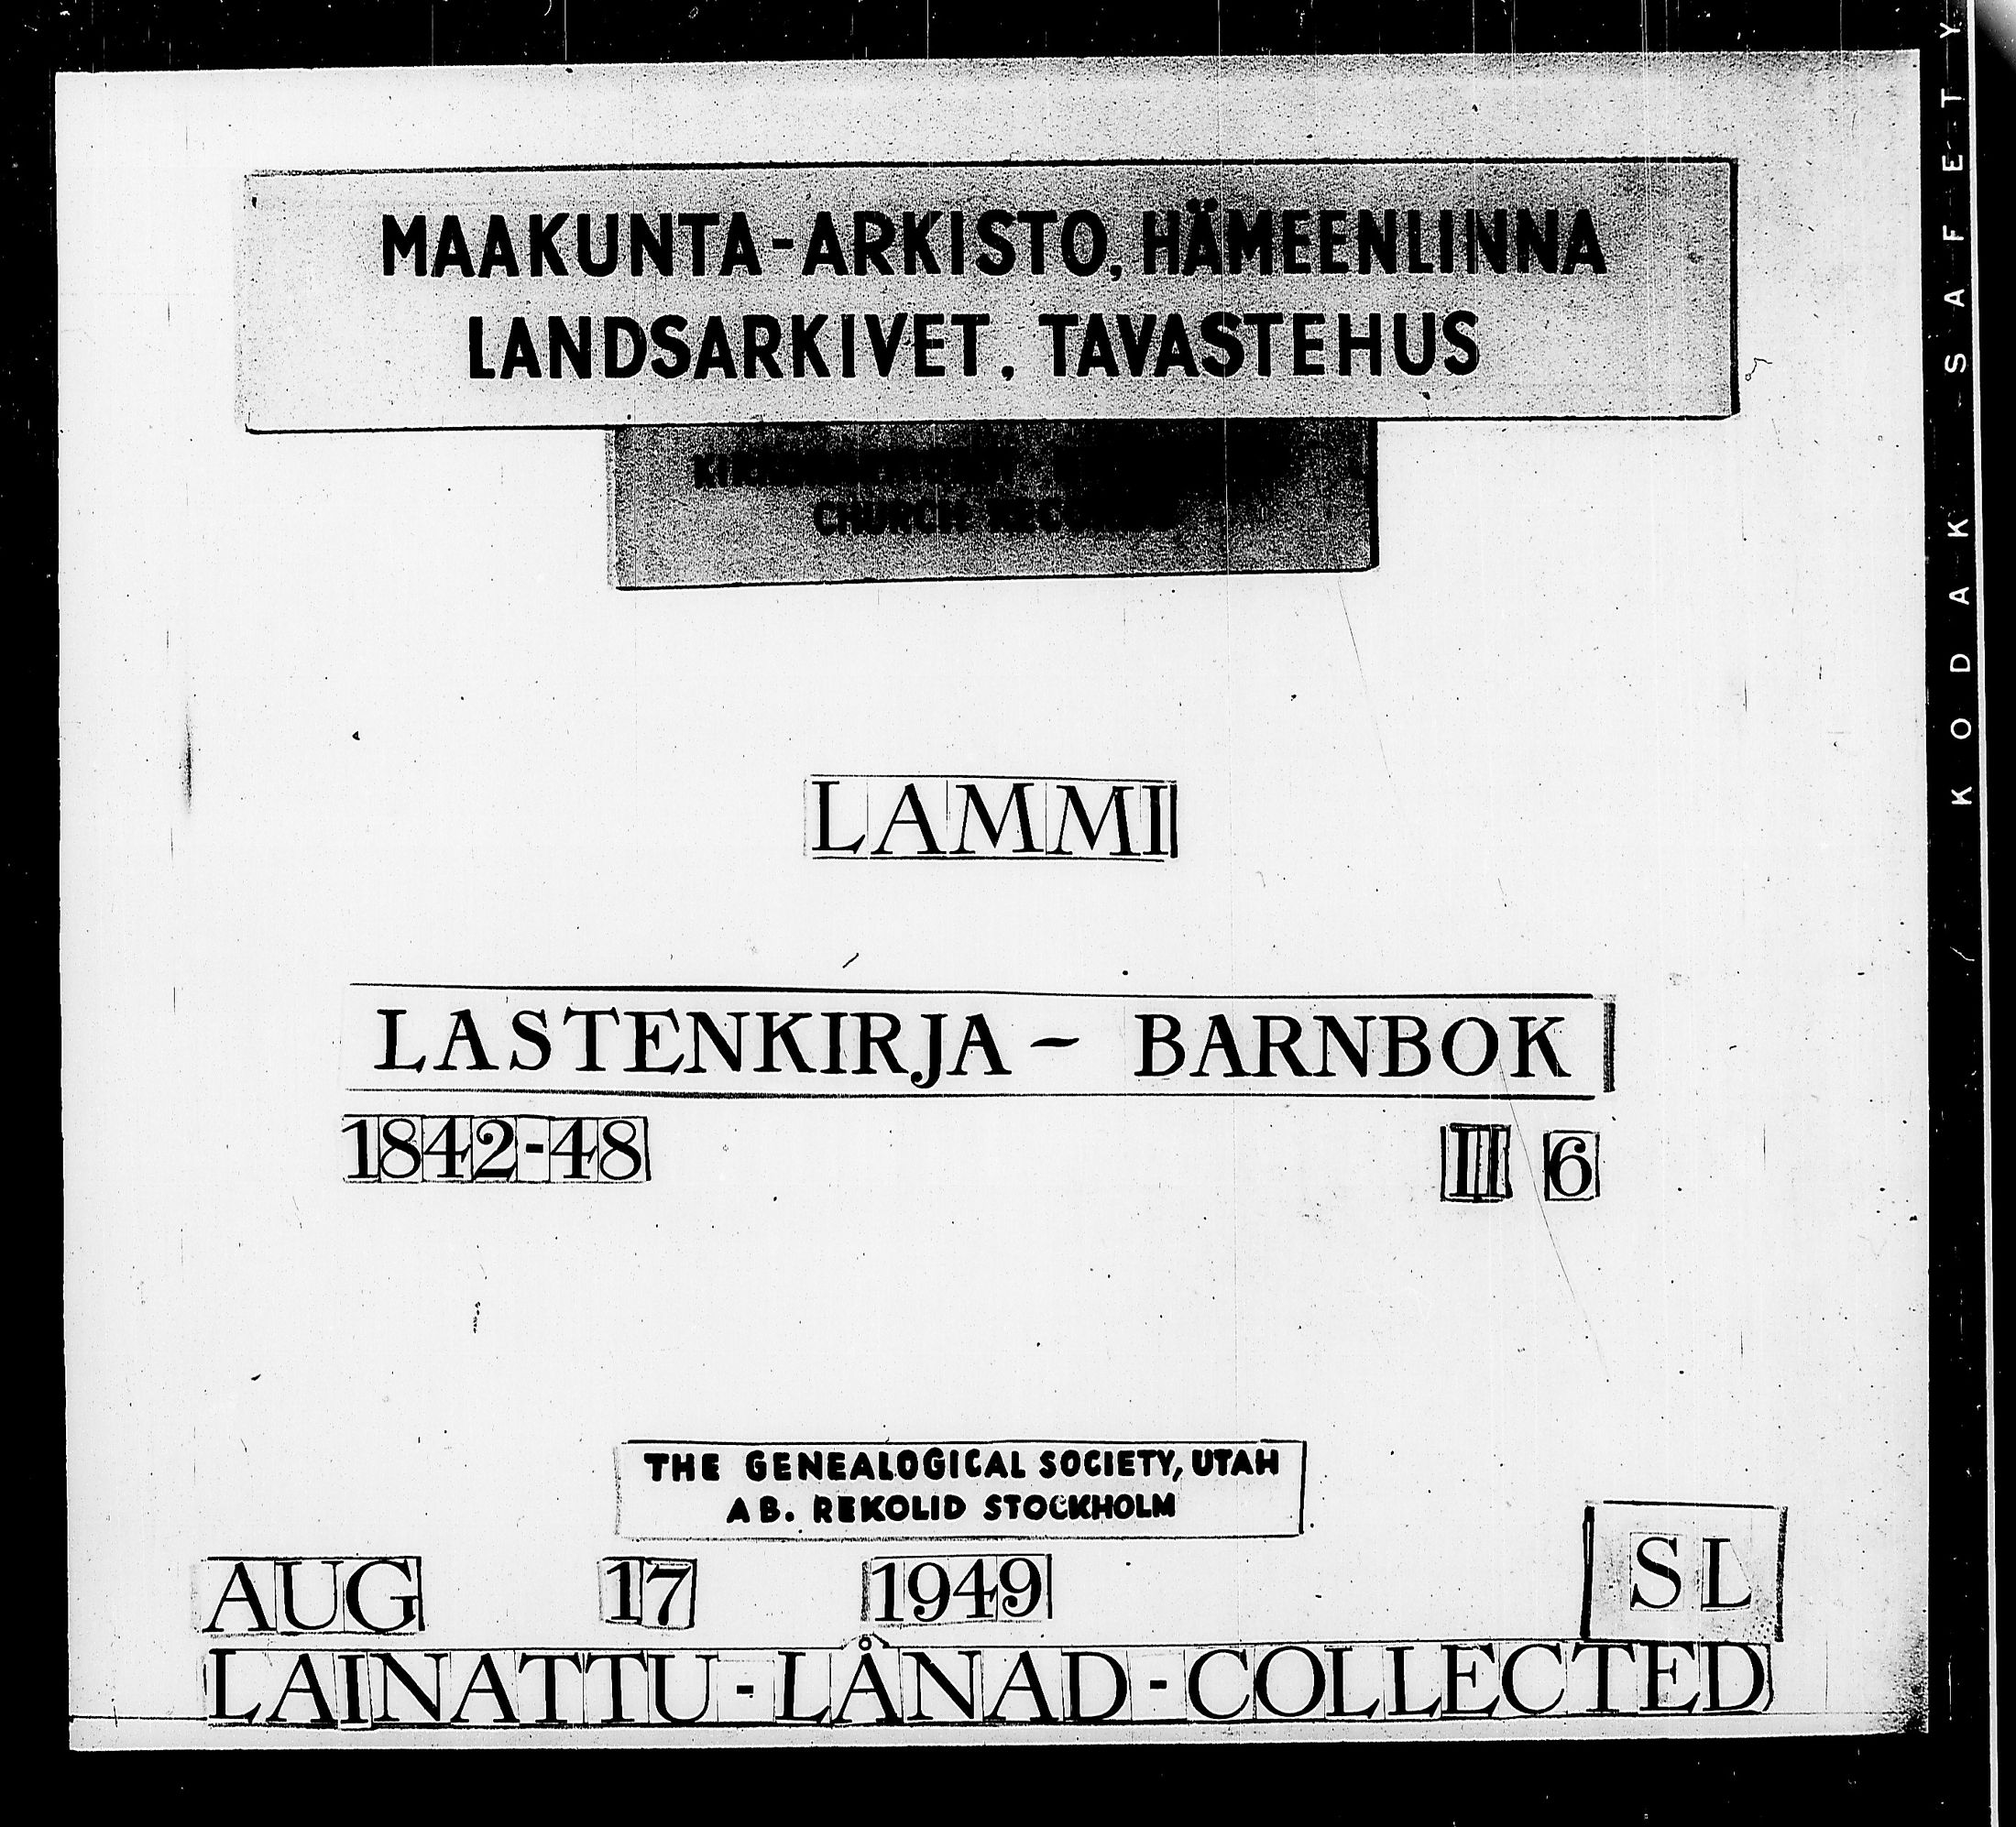 MAAKUNTA-ARKISTO, HÄMEENLINNA
LANDSARKIVET, TAVASTEHUS
CHURCH
LAMMI
LASTENKIRJA – BARNBOK
1842-48 III 6
THE GENEALOGICAL SOCIETY, UTAH
AB. REKOLID STOCKHOLM
AUG 17 1949 SL
LAINATTU - LÅNAD - COLLECTED
KODAK SAFETY